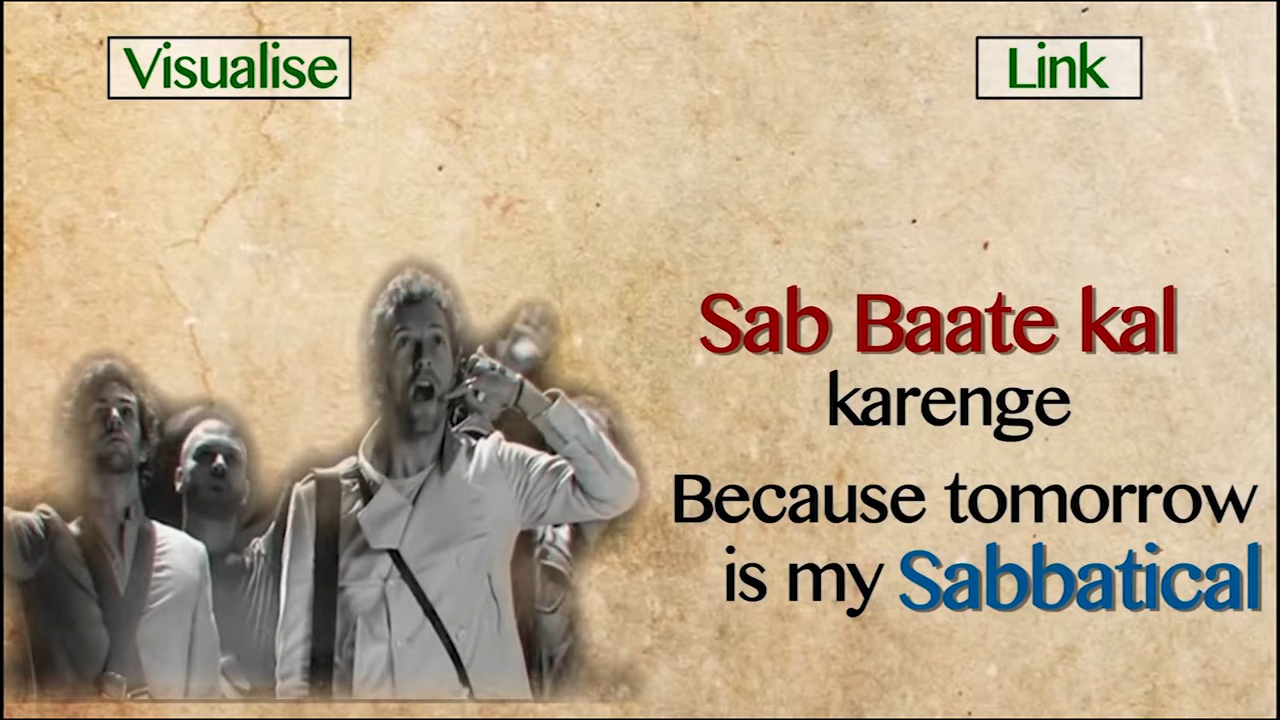 Visualise
Link
Sab Baate kal
karenge
Because tomorrow
is my Sabbatical